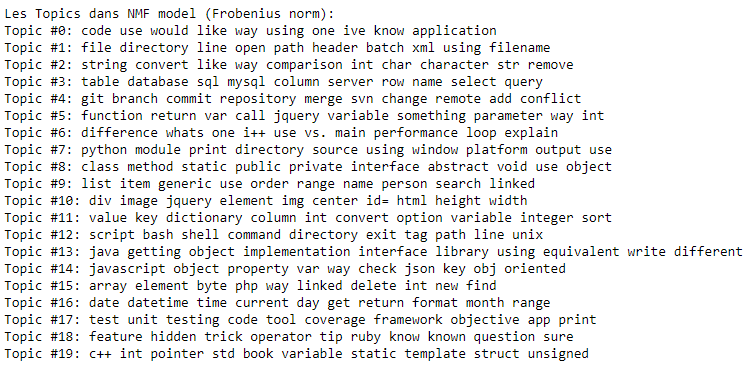 Les Topics dans NMF model (Frobenius norm):
Topic #0: code use would like way using one ive know application
Topic #1: file directory line open path header batch xml using filename
Topic #2: string convert like way comparison int char character str remove
Topic #3: table database sql mysql column server row name select query
Topic #4: git branch commit repository merge svn change remote add conflict
Topic #5: function return var call jquery variable something parameter way int
Topic #6: difference whats one i++ use vs. main performance loop explain
Topic #7: python module print directory source using window platform output use
Topic #8: class method static public private interface abstract void use object
Topic #9: list item generic use order range name person search linked
Topic #10: div image jquery element img center id= html height width
Topic #11: value key dictionary column int convert option variable integer sort
Topic #12: script bash shell command directory exit tag path line unix
Topic #13: java getting object implementation interface library using equivalent write different
Topic #14: javascript object property var way check json key obj oriented
Topic #15: array element byte php way linked delete int new find
Topic #16: date datetime time current day get return format month range
Topic #17: test unit testing code tool coverage framework objective app print
Topic #18: feature hidden trick operator tip ruby know known question sure
Topic #19: c++ int pointer std book variable static template struct unsigned